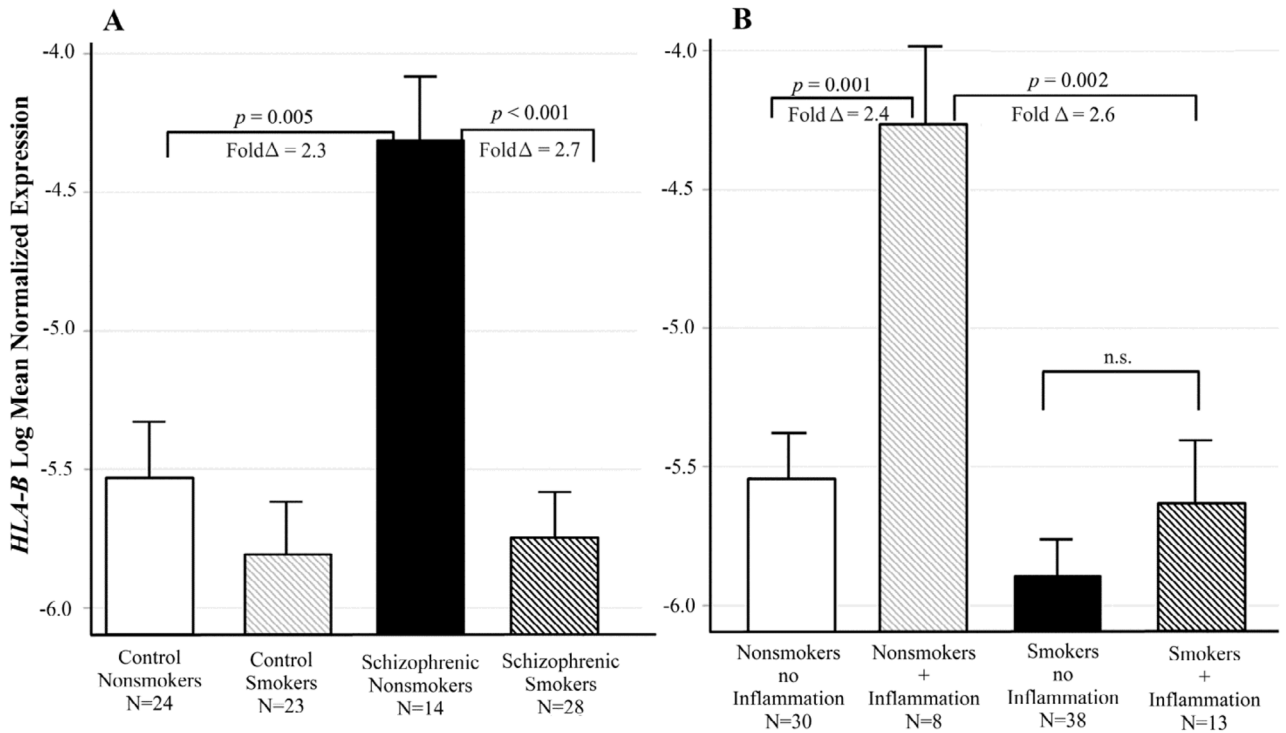 A
HLA-B Log Mean Normalized Expression
-4.0
-4.5
-5.0
-5.5
-6.0
p = 0.005
Fold Δ = 2.3
p < 0.001
Fold Δ = 2.7
Control
Nonsmokers
N=24
Control
Smokers
N=23
Schizophrenic
Nonsmokers
N=14
Schizophrenic
Smokers
N=28
B
-4.0
-4.5
-5.0
-5.5
-6.0
p = 0.001
Fold Δ = 2.4
p = 0.002
Fold Δ = 2.6
n.s.
Nonsmokers
no
Inflammation
N=30
Nonsmokers
+
Inflammation
N=8
Smokers
no
Inflammation
N=38
Smokers
+
Inflammation
N=13